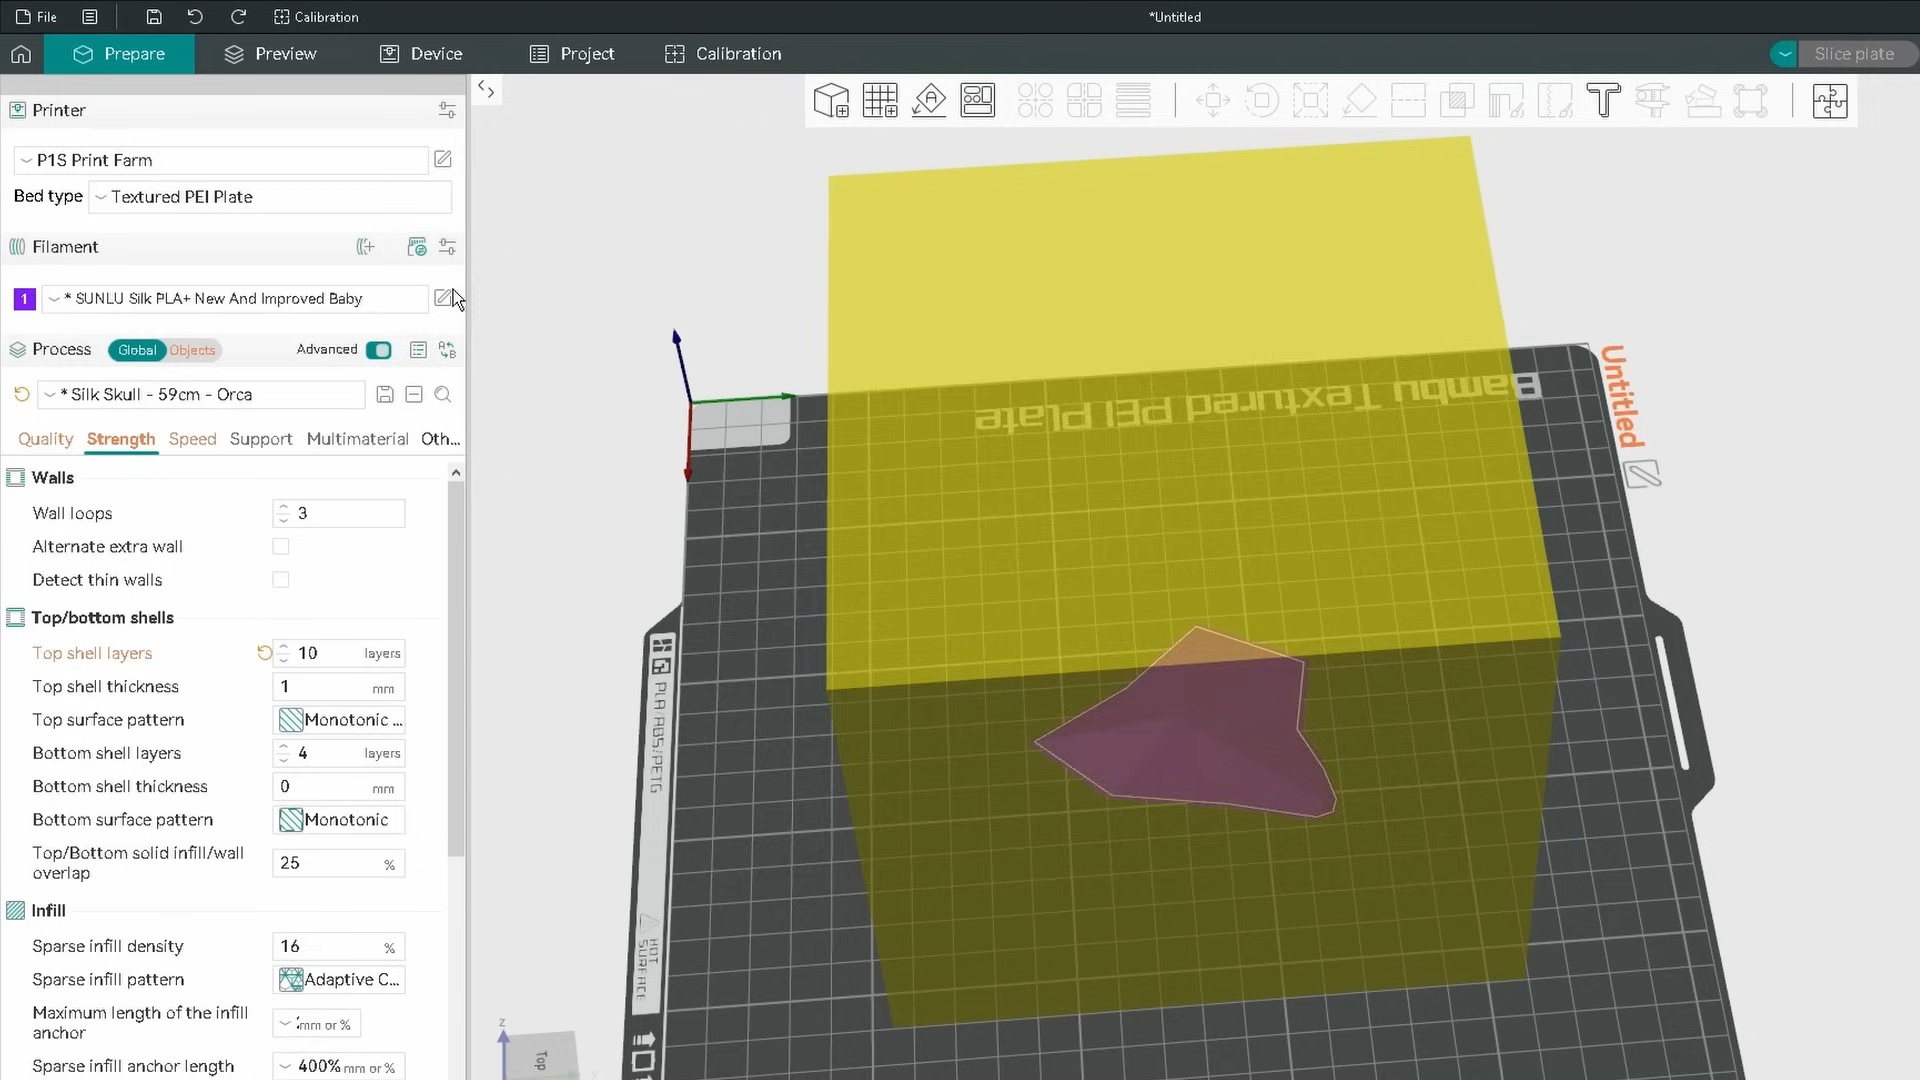 File
Calibration
*Untitled
Prepare
Preview
Device
Project
Calibration
Slice plate
Printer
P1S Print Farm
Bed type
Textured PEI Plate
Filament
1
* SUNLU Silk PLA+ New And Improved Baby
Process
Global
Objects
Advanced
* Silk Skull - 59cm - Orca
Quality
Strength
Speed
Support
Multimaterial
Oth...
Walls
Wall loops
3
Alternate extra wall
Detect thin walls
Top/bottom shells
Top shell layers
10
layers
Top shell thickness
1
mm
Top surface pattern
Monotonic ...
Bottom shell layers
4
layers
Bottom shell thickness
0
mm
Bottom surface pattern
Monotonic
Top/Bottom solid infill/wall
overlap
25
%
Infill
Sparse infill density
16
%
Sparse infill pattern
Adaptive C...
Maximum length of the infill
anchor
mm or %
Sparse infill anchor length
400%
mm or %
Bambu Textured PEI Plate
Untitled
PLA/ABS/PETG
HOT
SURFACE
z
Top
y